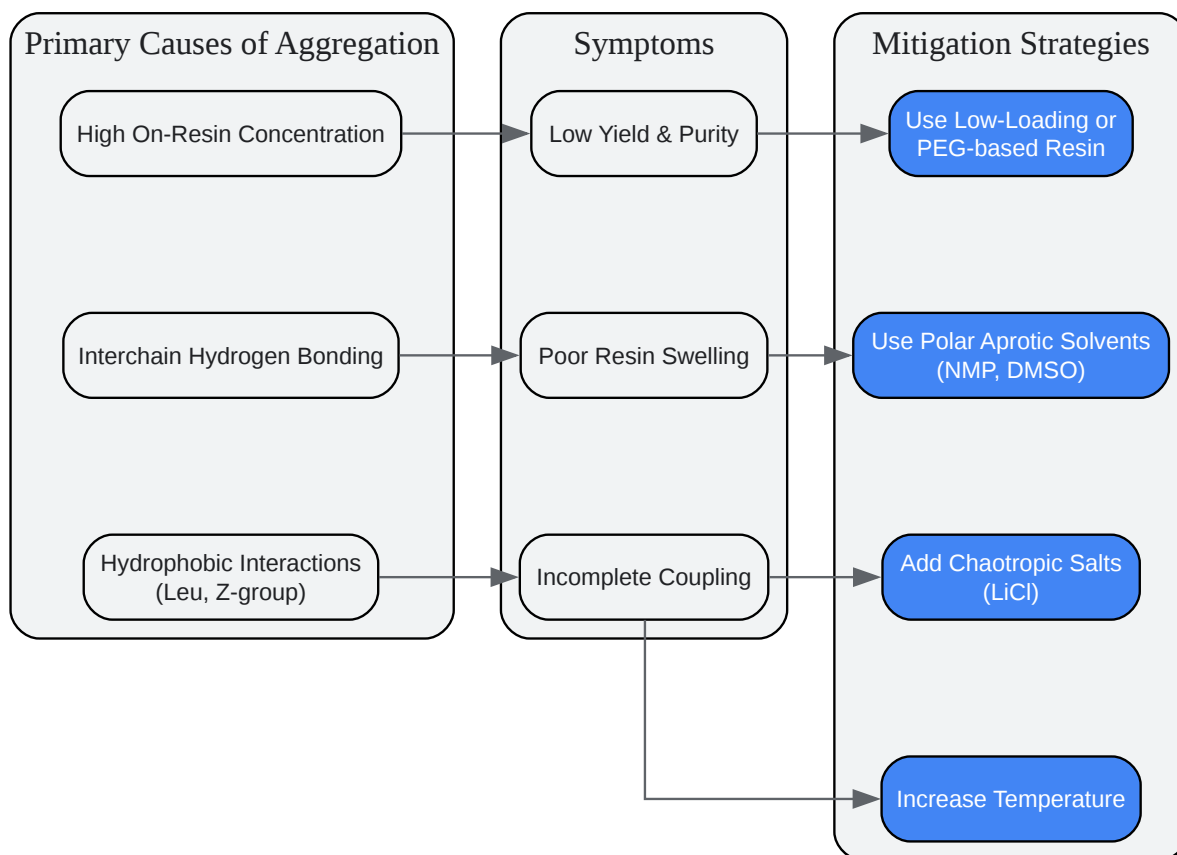 Primary Causes of Aggregation
Symptoms
Mitigation Strategies
High On-Resin Concentration
Low Yield & Purity
Use Low-Loading or
PEG-based Resin
Interchain Hydrogen Bonding
Poor Resin Swelling
Use Polar Aprotic Solvents
(NMP, DMSO)
Hydrophobic Interactions
(Leu, Z-group)
Incomplete Coupling
Add Chaotropic Salts
(LiCl)
Increase Temperature